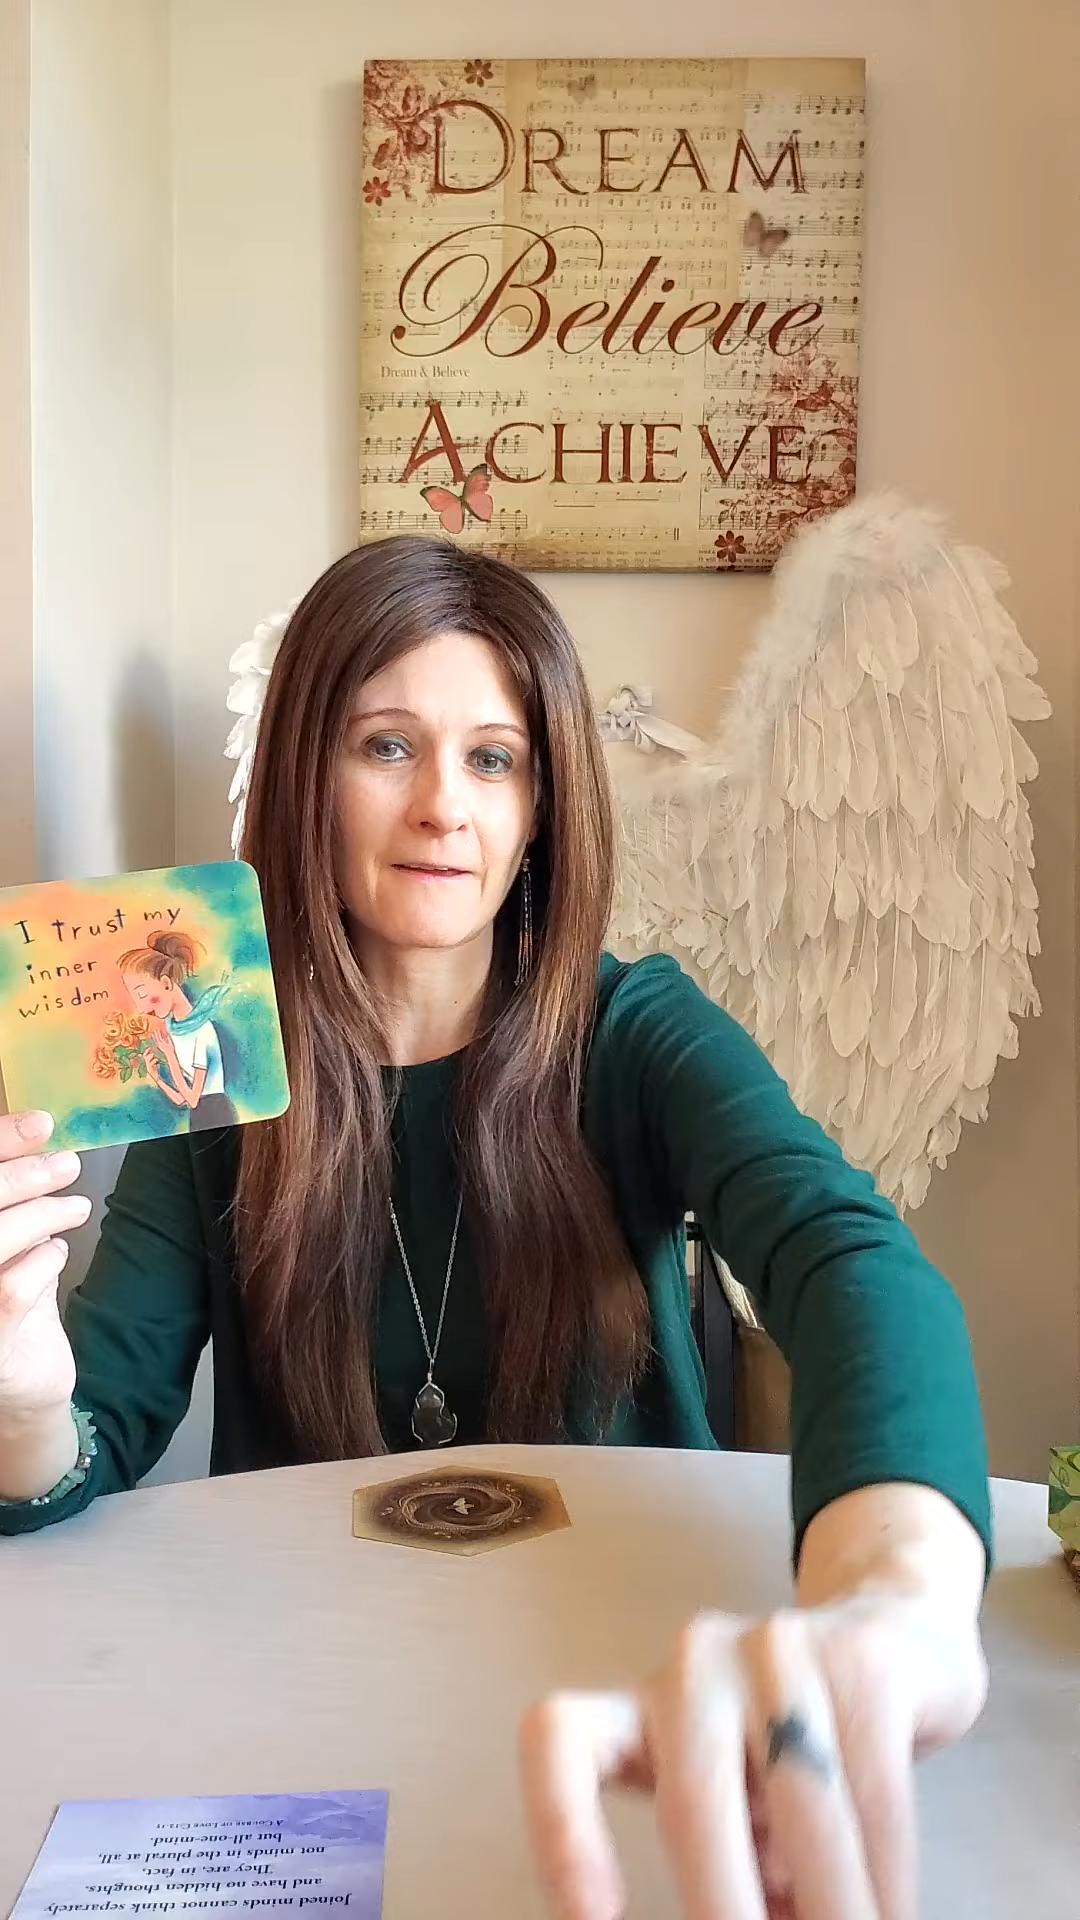 DREAM
Believe
Dream & Believe
ACHIEVE
I trust my
inner
wisdom
Joined minds cannot think separately
and have no hidden thoughts.
They are, in fact,
not minds in the plural at all,
but all-one-mind.